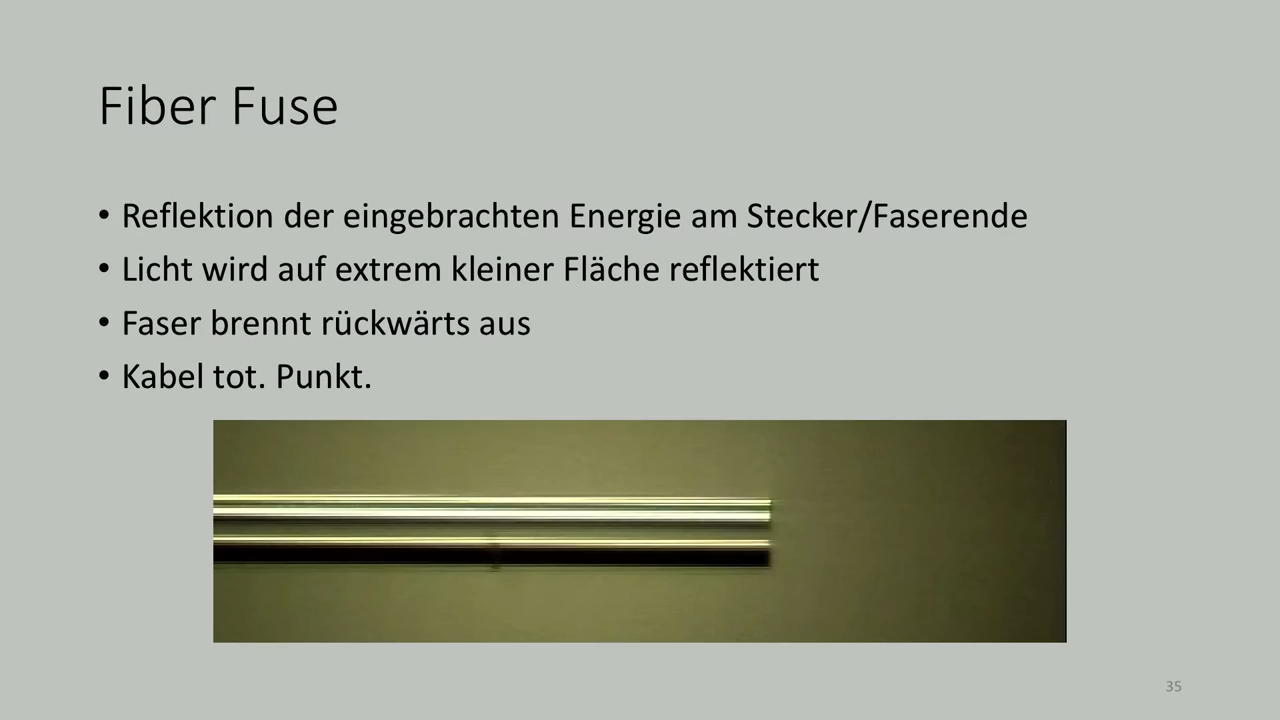 Fiber Fuse
• Reflektion der eingebrachten Energie am Stecker/Faserende
• Licht wird auf extrem kleiner Fläche reflektiert
• Faser brennt rückwärts aus
• Kabel tot. Punkt.
35